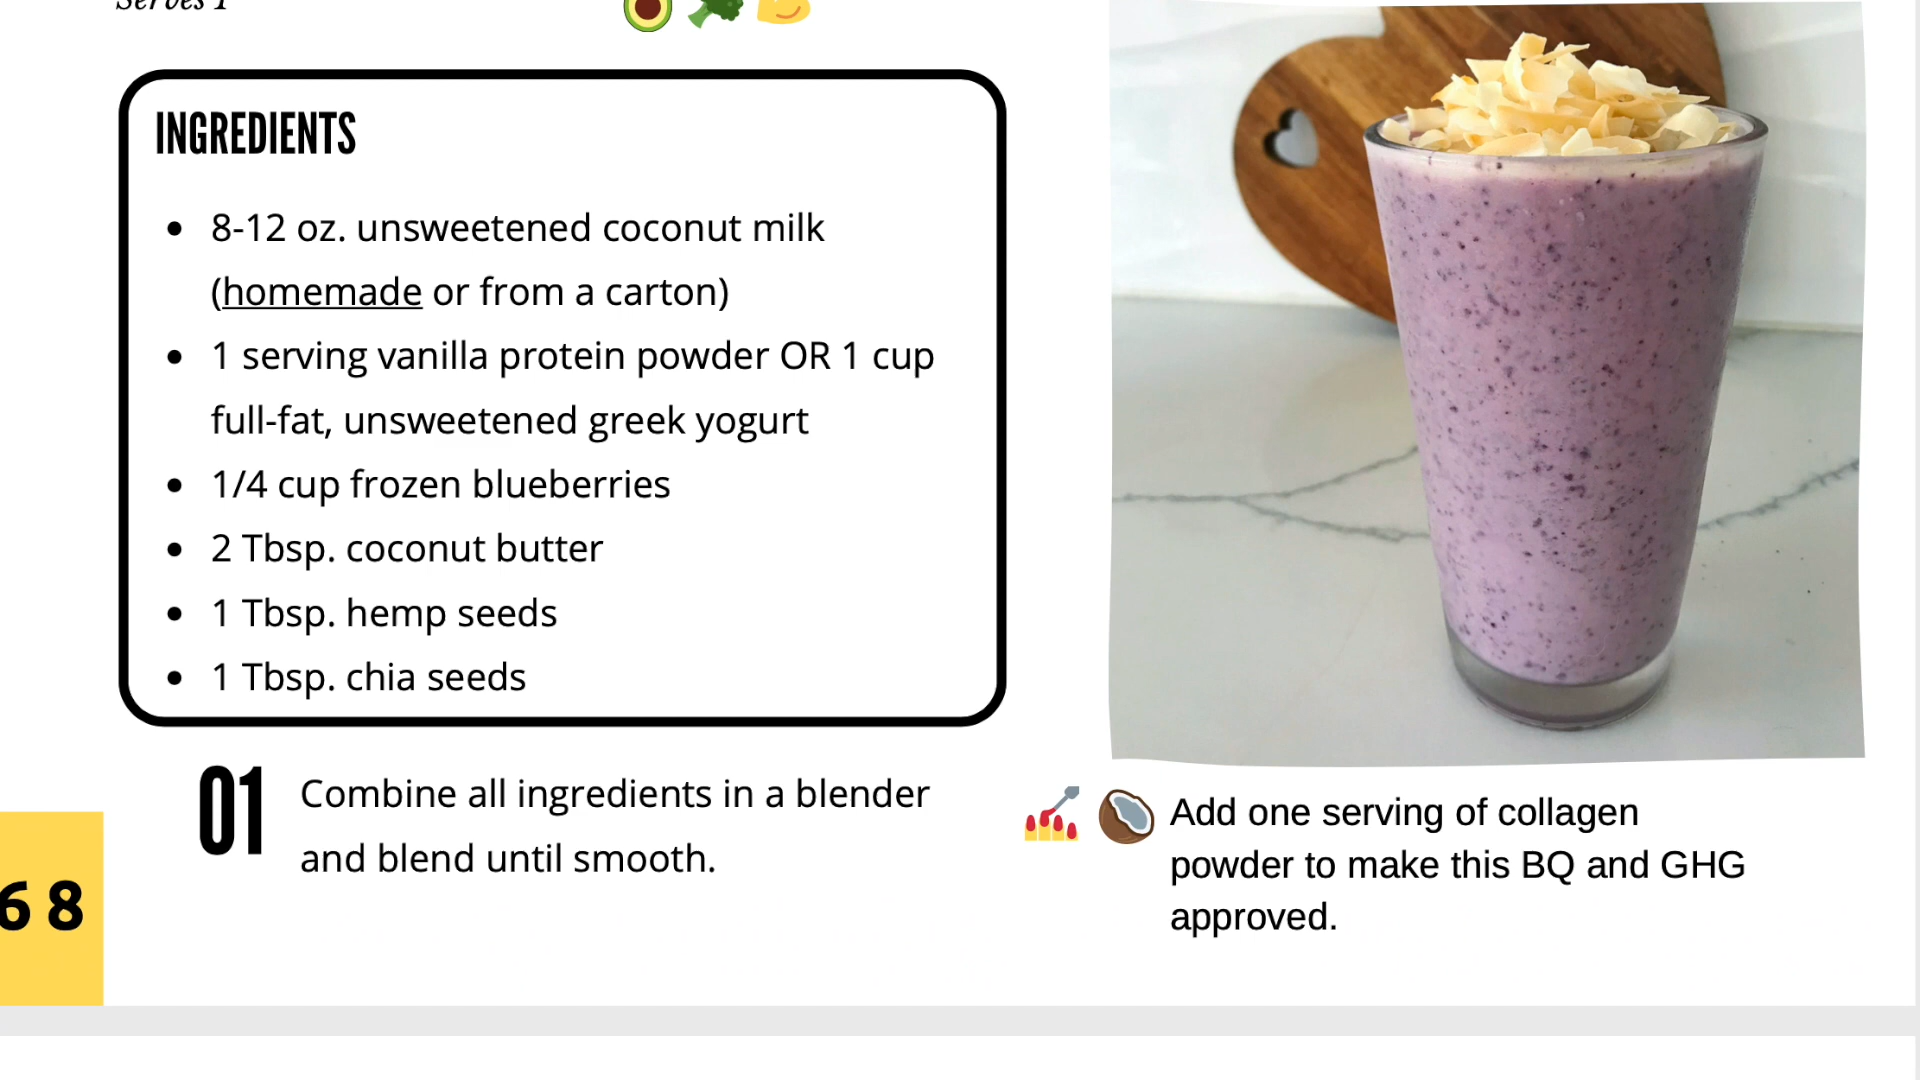 Serves 1
INGREDIENTS
8-12 oz. unsweetened coconut milk
(homemade or from a carton)
1 serving vanilla protein powder OR 1 cup
full-fat, unsweetened greek yogurt
1/4 cup frozen blueberries
2 Tbsp. coconut butter
1 Tbsp. hemp seeds
1 Tbsp. chia seeds
01 Combine all ingredients in a blender
and blend until smooth.
Add one serving of collagen
powder to make this BQ and GHG
approved.
68